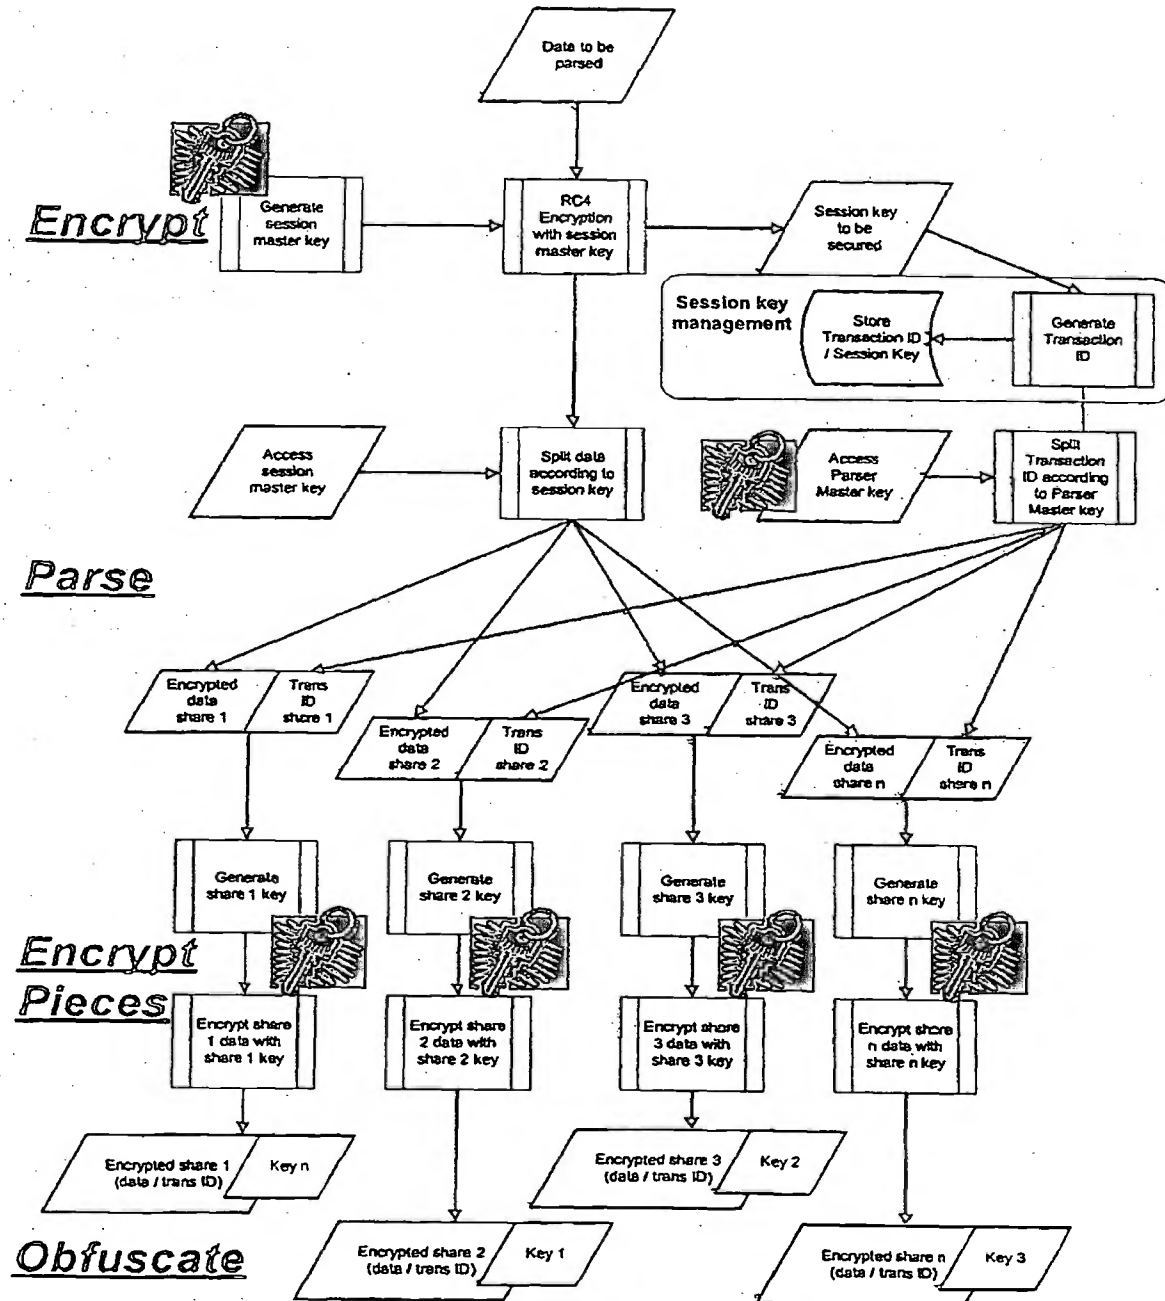 Data to be
parsed
Encrypt
Generate
session
master key
RC4
Encryption
with session
master key
Session key
to be
secured
Session key
management
Store
Transaction ID
/ Session Key
Generate
Transaction
ID
Access
session
master key
Split data
according to
session key
Access
Parser
Master key
Split
Transaction
ID according
to Parser
Master key
Parse
Encrypted
data
share 1
Trans
ID
share 1
Encrypted
data
share 2
Trans
ID
share 2
Encrypted
data
share 3
Trans
ID
share 3
Encrypted
data
share n
Trans
ID
share n
Generate
share 1 key
Generate
share 2 key
Generate
share 3 key
Generate
share n key
Encrypt
Pieces
Encrypt share
1 data with
share 1 key
Encrypt share
2 data with
share 2 key
Encrypt share
3 data with
share 3 key
Encrypt share
n data with
share n key
Encrypted share 1
(data / trans ID)
Key n
Encrypted share 3
(data / trans ID)
Key 2
Obfuscate
Encrypted share 2
(data / trans ID)
Key 1
Encrypted share n
(data / trans ID)
Key 3